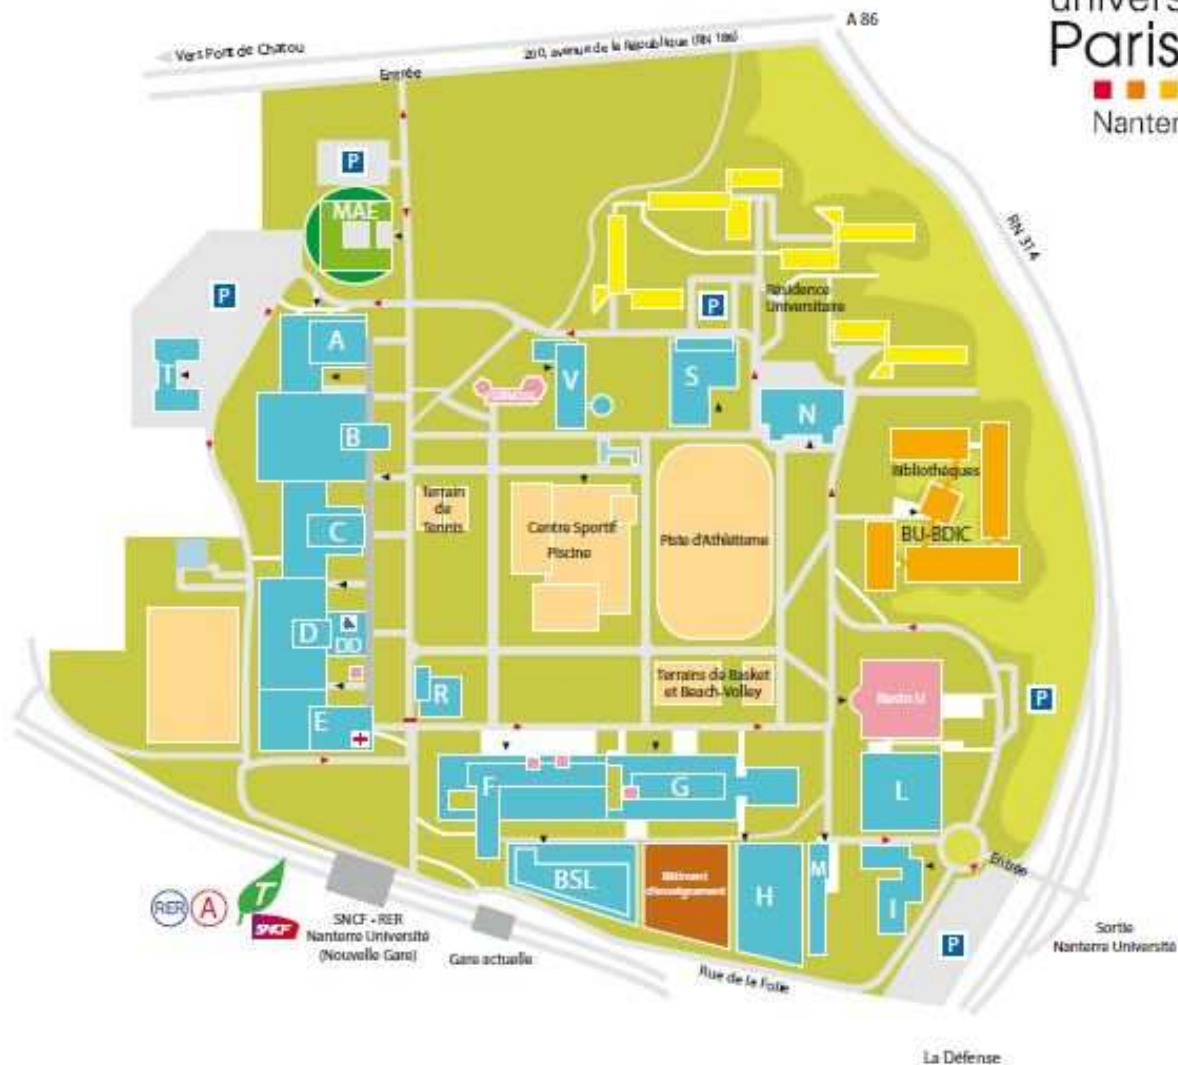 A 86
Paris
Vers Pont de Chatou
200, avenue de la République (RN 186)
Entrée
P
MAE
RN 314
P
P
Résidence
Universitaire
A
T
V
S
N
B
Bibliothèques
Terrain
de
Tennis
Centre Sportif
Piscine
Piste d'Athlétisme
BU-BDIC
C
D
DD
R
Terrains de Basket
et Beach-Volley
Resto U
P
E
F
G
L
BSL
Bâtiment
d'enseignement
H
M
I
Entrée
RER
A
T
SNCF
SNCF - RER
Nanterre Université
(Nouvelle Gare)
Gare actuelle
P
Sortie
Nanterre Université
Rue de la Folie
La Défense